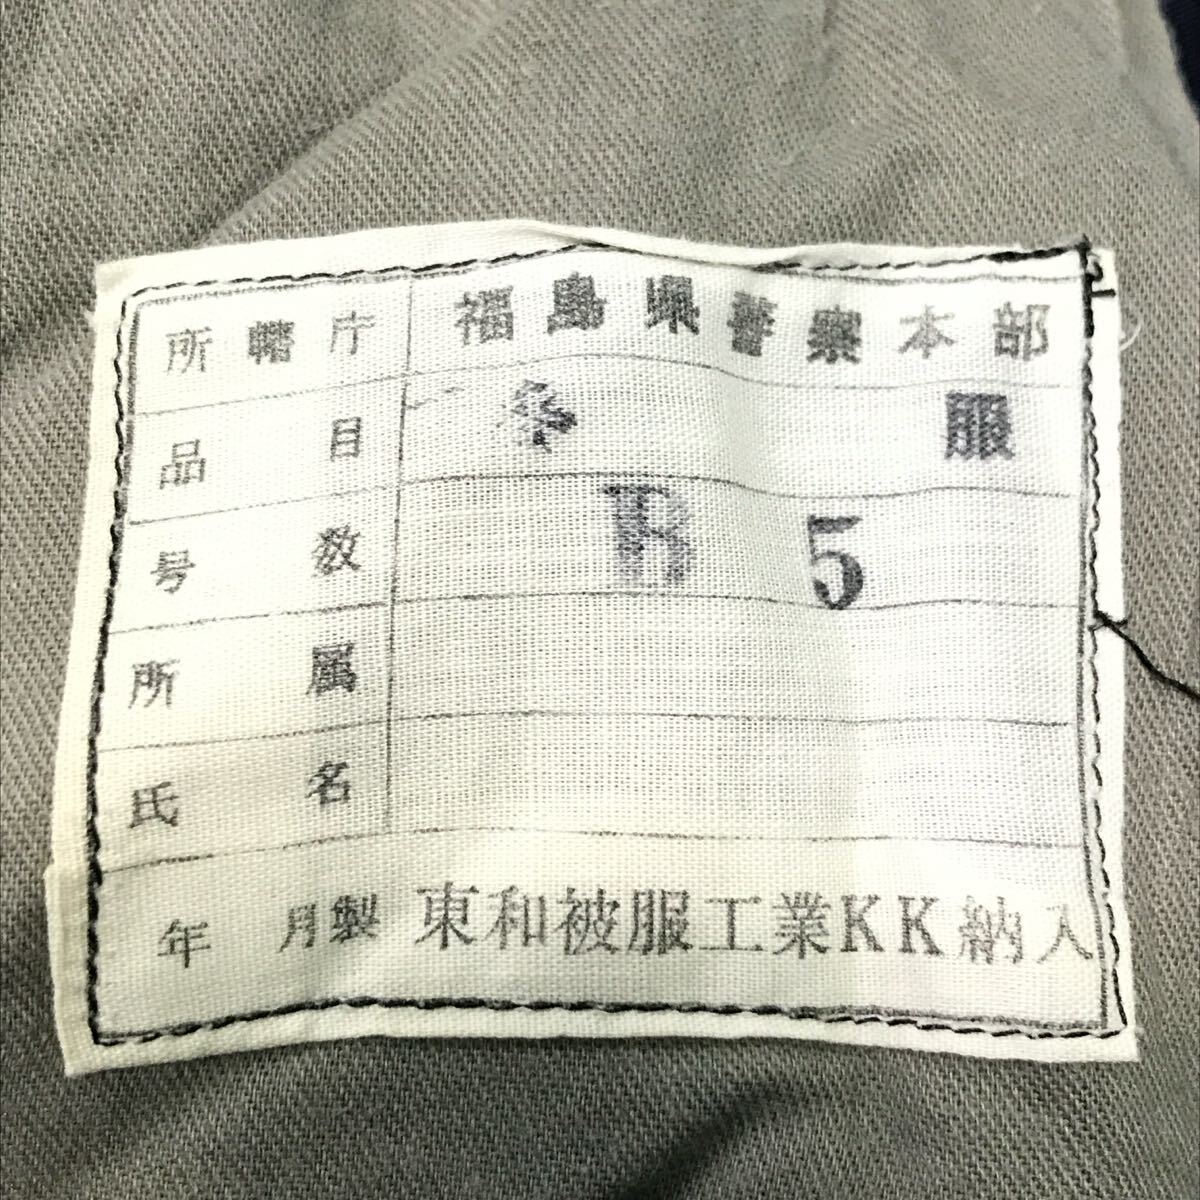 所轄庁 福島県警察本部
品目 冬 服
号数 B 5
所属
氏名
年 月製 東和被服工業KK納入